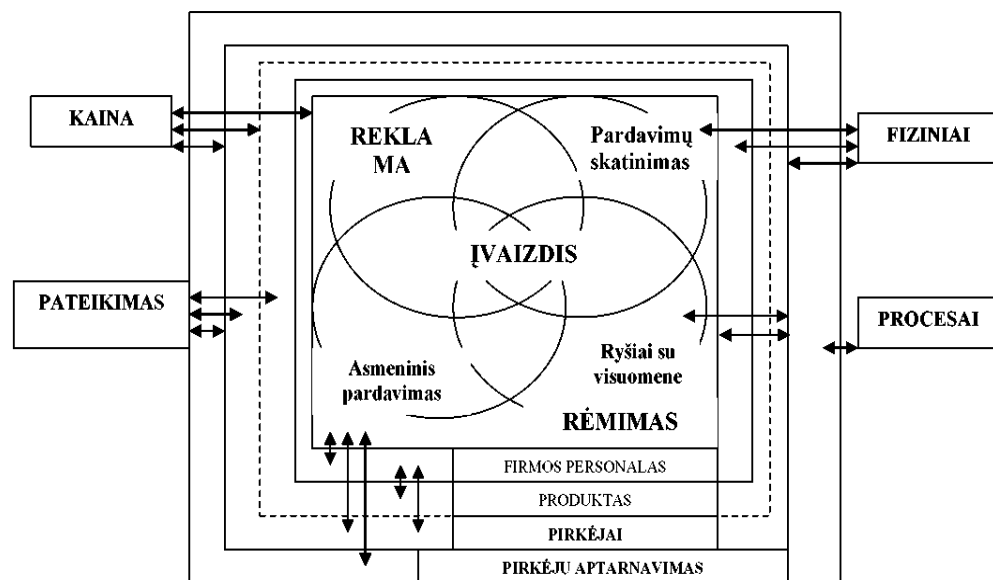 KAINA
REKLA
MA
Pardavimų
skatinimas
FIZINIAI
ĮVAIZDIS
PATEIKIMAS
PROCESAI
Asmeninis
pardavimas
Ryšiai su
visuomene
RĖMIMAS
FIRMOS PERSONALAS
PRODUKTAS
PIRKĖJAI
PIRKĖJU APTARNAVIMAS